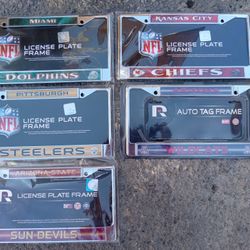 MIAMI
NFL
LICENSE PLATE
FRAME
DOLPHINS
KANSAS CITY
NFL
LICENSE PLATE
FRAME
CHIEFS
PITTSBURGH
NFL
LICENSE PLATE
FRAME
STEELERS
R
AUTO TAG FRAME
ARIZONA STATE
R
LICENSE PLATE FRAME
SUN DEVILS